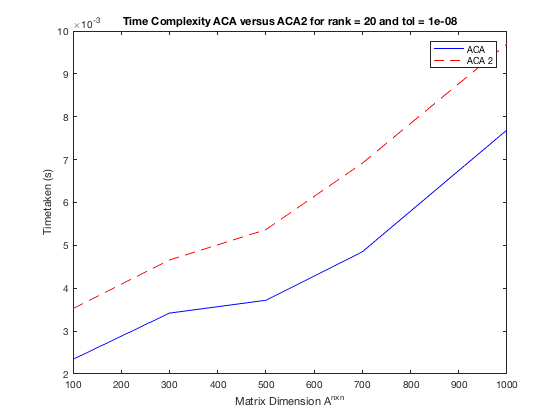 Time Complexity ACA versus ACA2 for rank = 20 and tol = 1e-08
×10⁻³
10
9
8
7
6
5
4
3
2
Timetaken (s)
ACA
ACA 2
100 200 300 400 500 600 700 800 900 1000
Matrix Dimension Aⁿˣⁿ